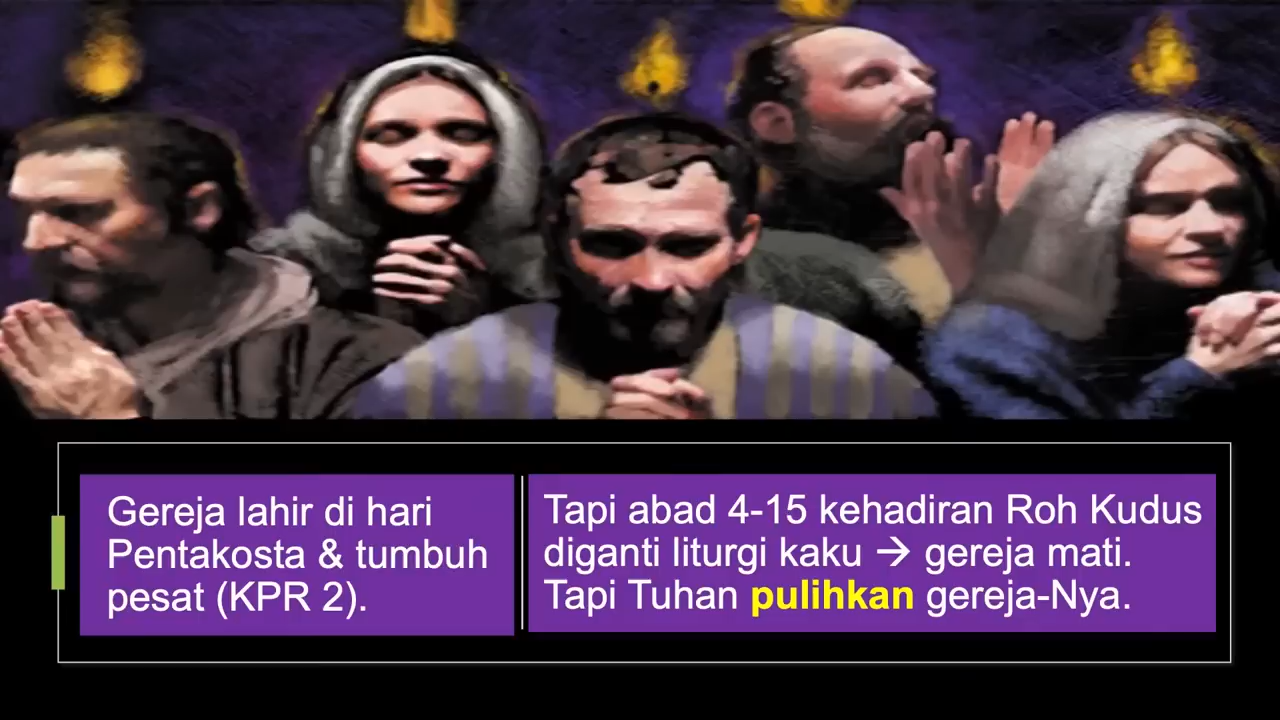 Gereja lahir di hari
Pentakosta & tumbuh
pesat (KPR 2).
Tapi abad 4-15 kehadiran Roh Kudus
diganti liturgi kaku → gereja mati.
Tapi Tuhan pulihkan gereja-Nya.